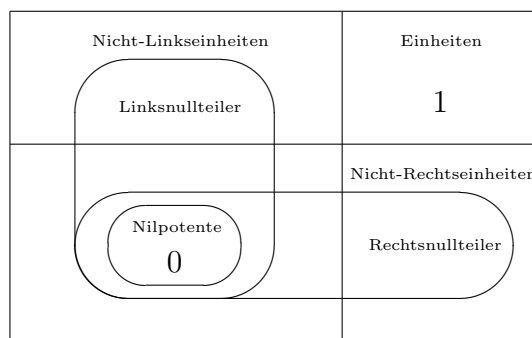 Nicht-Linkseinheiten
Einheiten
Linksnullteiler
1
Nicht-Rechtseinheiten
Nilpotente
Rechtsnullteiler
0